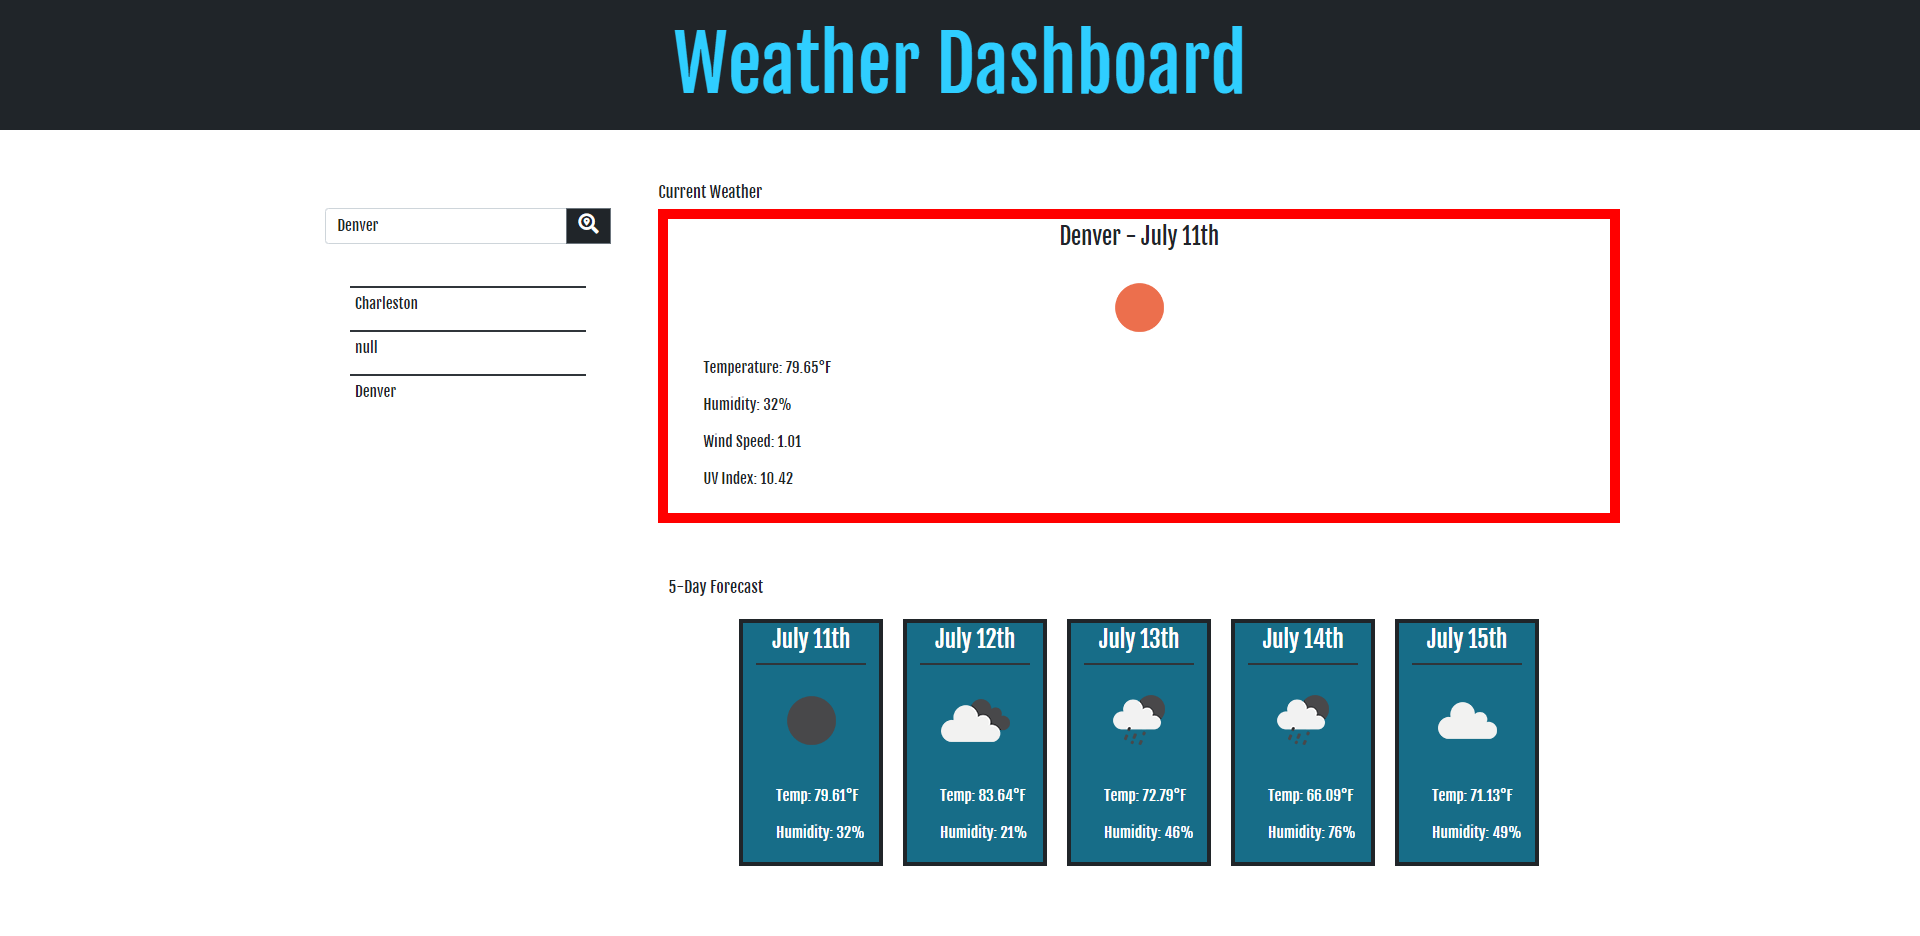 Weather Dashboard
Denver
Charleston
null
Denver
Current Weather
Denver - July 11th
Temperature: 79.65°F
Humidity: 32%
Wind Speed: 1.01
UV Index: 10.42
5-Day Forecast
July 11th
Temp: 79.61°F
Humidity: 32%
July 12th
Temp: 83.64°F
Humidity: 21%
July 13th
Temp: 72.79°F
Humidity: 46%
July 14th
Temp: 66.09°F
Humidity: 76%
July 15th
Temp: 71.13°F
Humidity: 49%